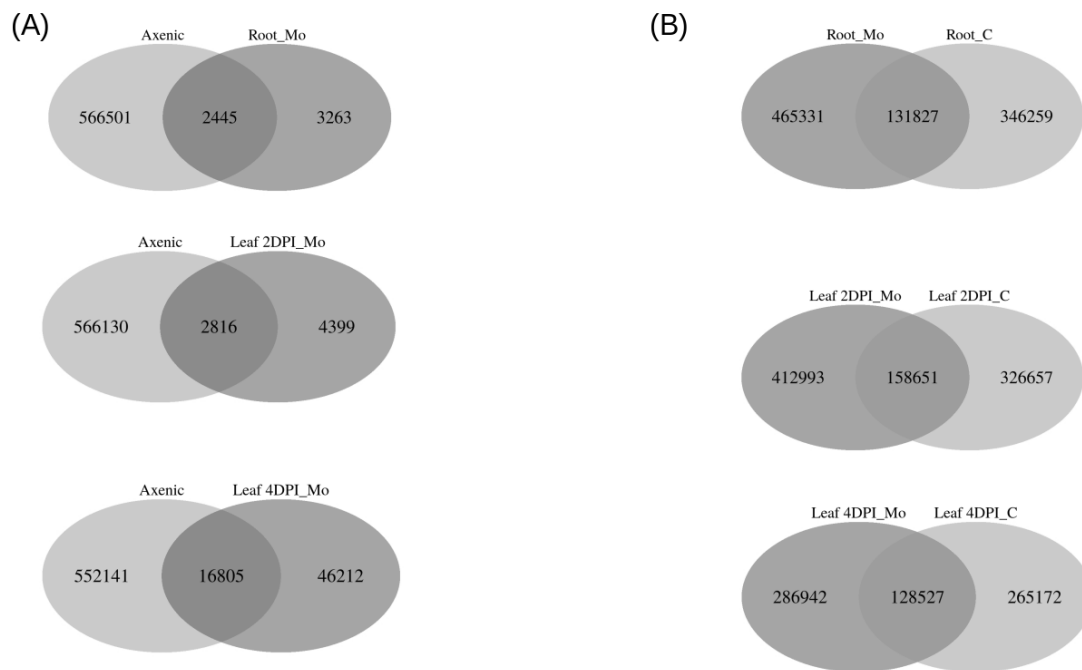 (A)
Axenic Root_Mo
566501 2445 3263
Axenic Leaf 2DPI_Mo
566130 2816 4399
Axenic Leaf 4DPI_Mo
552141 16805 46212
(B)
Root_Mo Root_C
465331 131827 346259
Leaf 2DPI_Mo Leaf 2DPI_C
412993 158651 326657
Leaf 4DPI_Mo Leaf 4DPI_C
286942 128527 265172